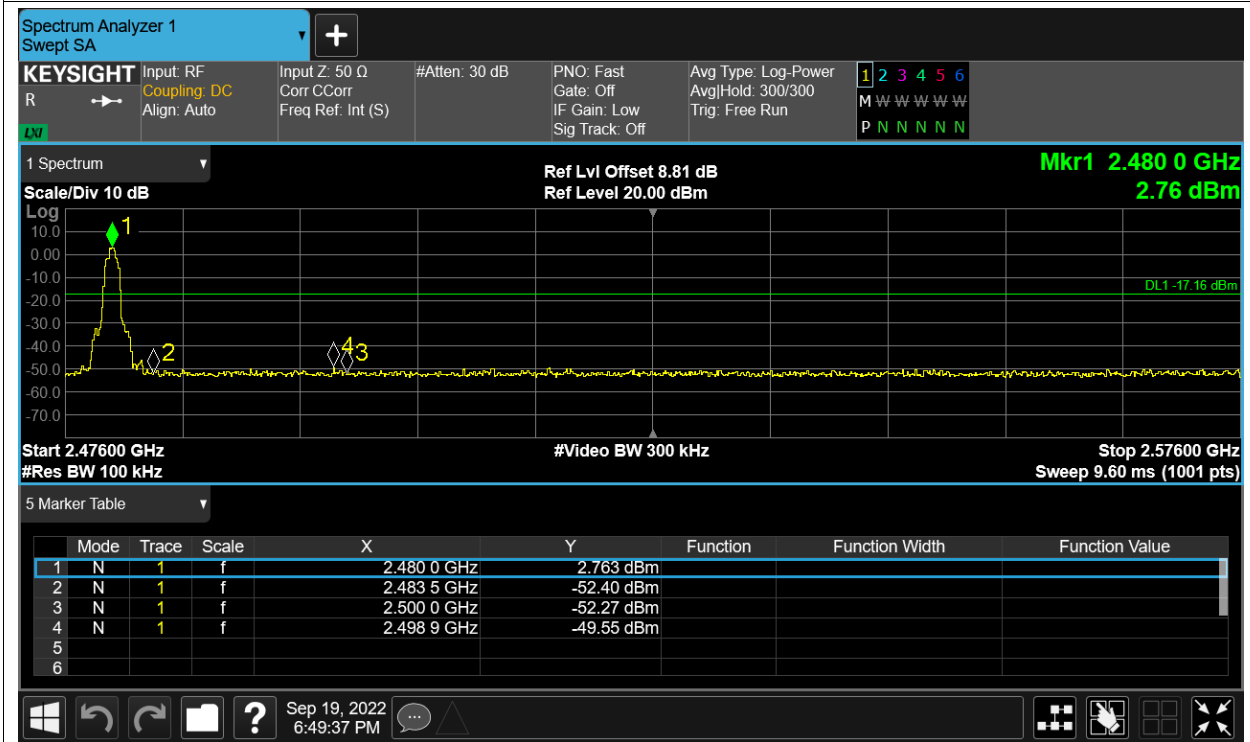 Spectrum Analyzer 1
Swept SA
+
KEYSIGHT Input: RF Input Z: 50 Ω #Atten: 30 dB PNO: Fast Avg Type: Log-Power 1 2 3 4 5 6
R Coupling: DC Corr CCorr Gate: Off Avg|Hold: 300/300 M W W W W W
Align: Auto Freq Ref: Int (S) IF Gain: Low Trig: Free Run
LXI Sig Track: Off P N N N N N
1 Spectrum Ref Lvl Offset 8.81 dB Mkr1 2.480 0 GHz
Scale/Div 10 dB Ref Level 20.00 dBm 2.76 dBm
Log
1
10.0
0.00
-10.0
DL1 -17.16 dBm
-20.0
-30.0
-40.0
2 4 3
-50.0
-60.0
-70.0
Start 2.47600 GHz #Video BW 300 kHz Stop 2.57600 GHz
#Res BW 100 kHz Sweep 9.60 ms (1001 pts)
5 Marker Table
Mode Trace Scale X Y Function Function Width Function Value
1 N 1 f 2.480 0 GHz 2.763 dBm
2 N 1 f 2.483 5 GHz -52.40 dBm
3 N 1 f 2.500 0 GHz -52.27 dBm
4 N 1 f 2.498 9 GHz -49.55 dBm
5
6
? Sep 19, 2022
6:49:37 PM